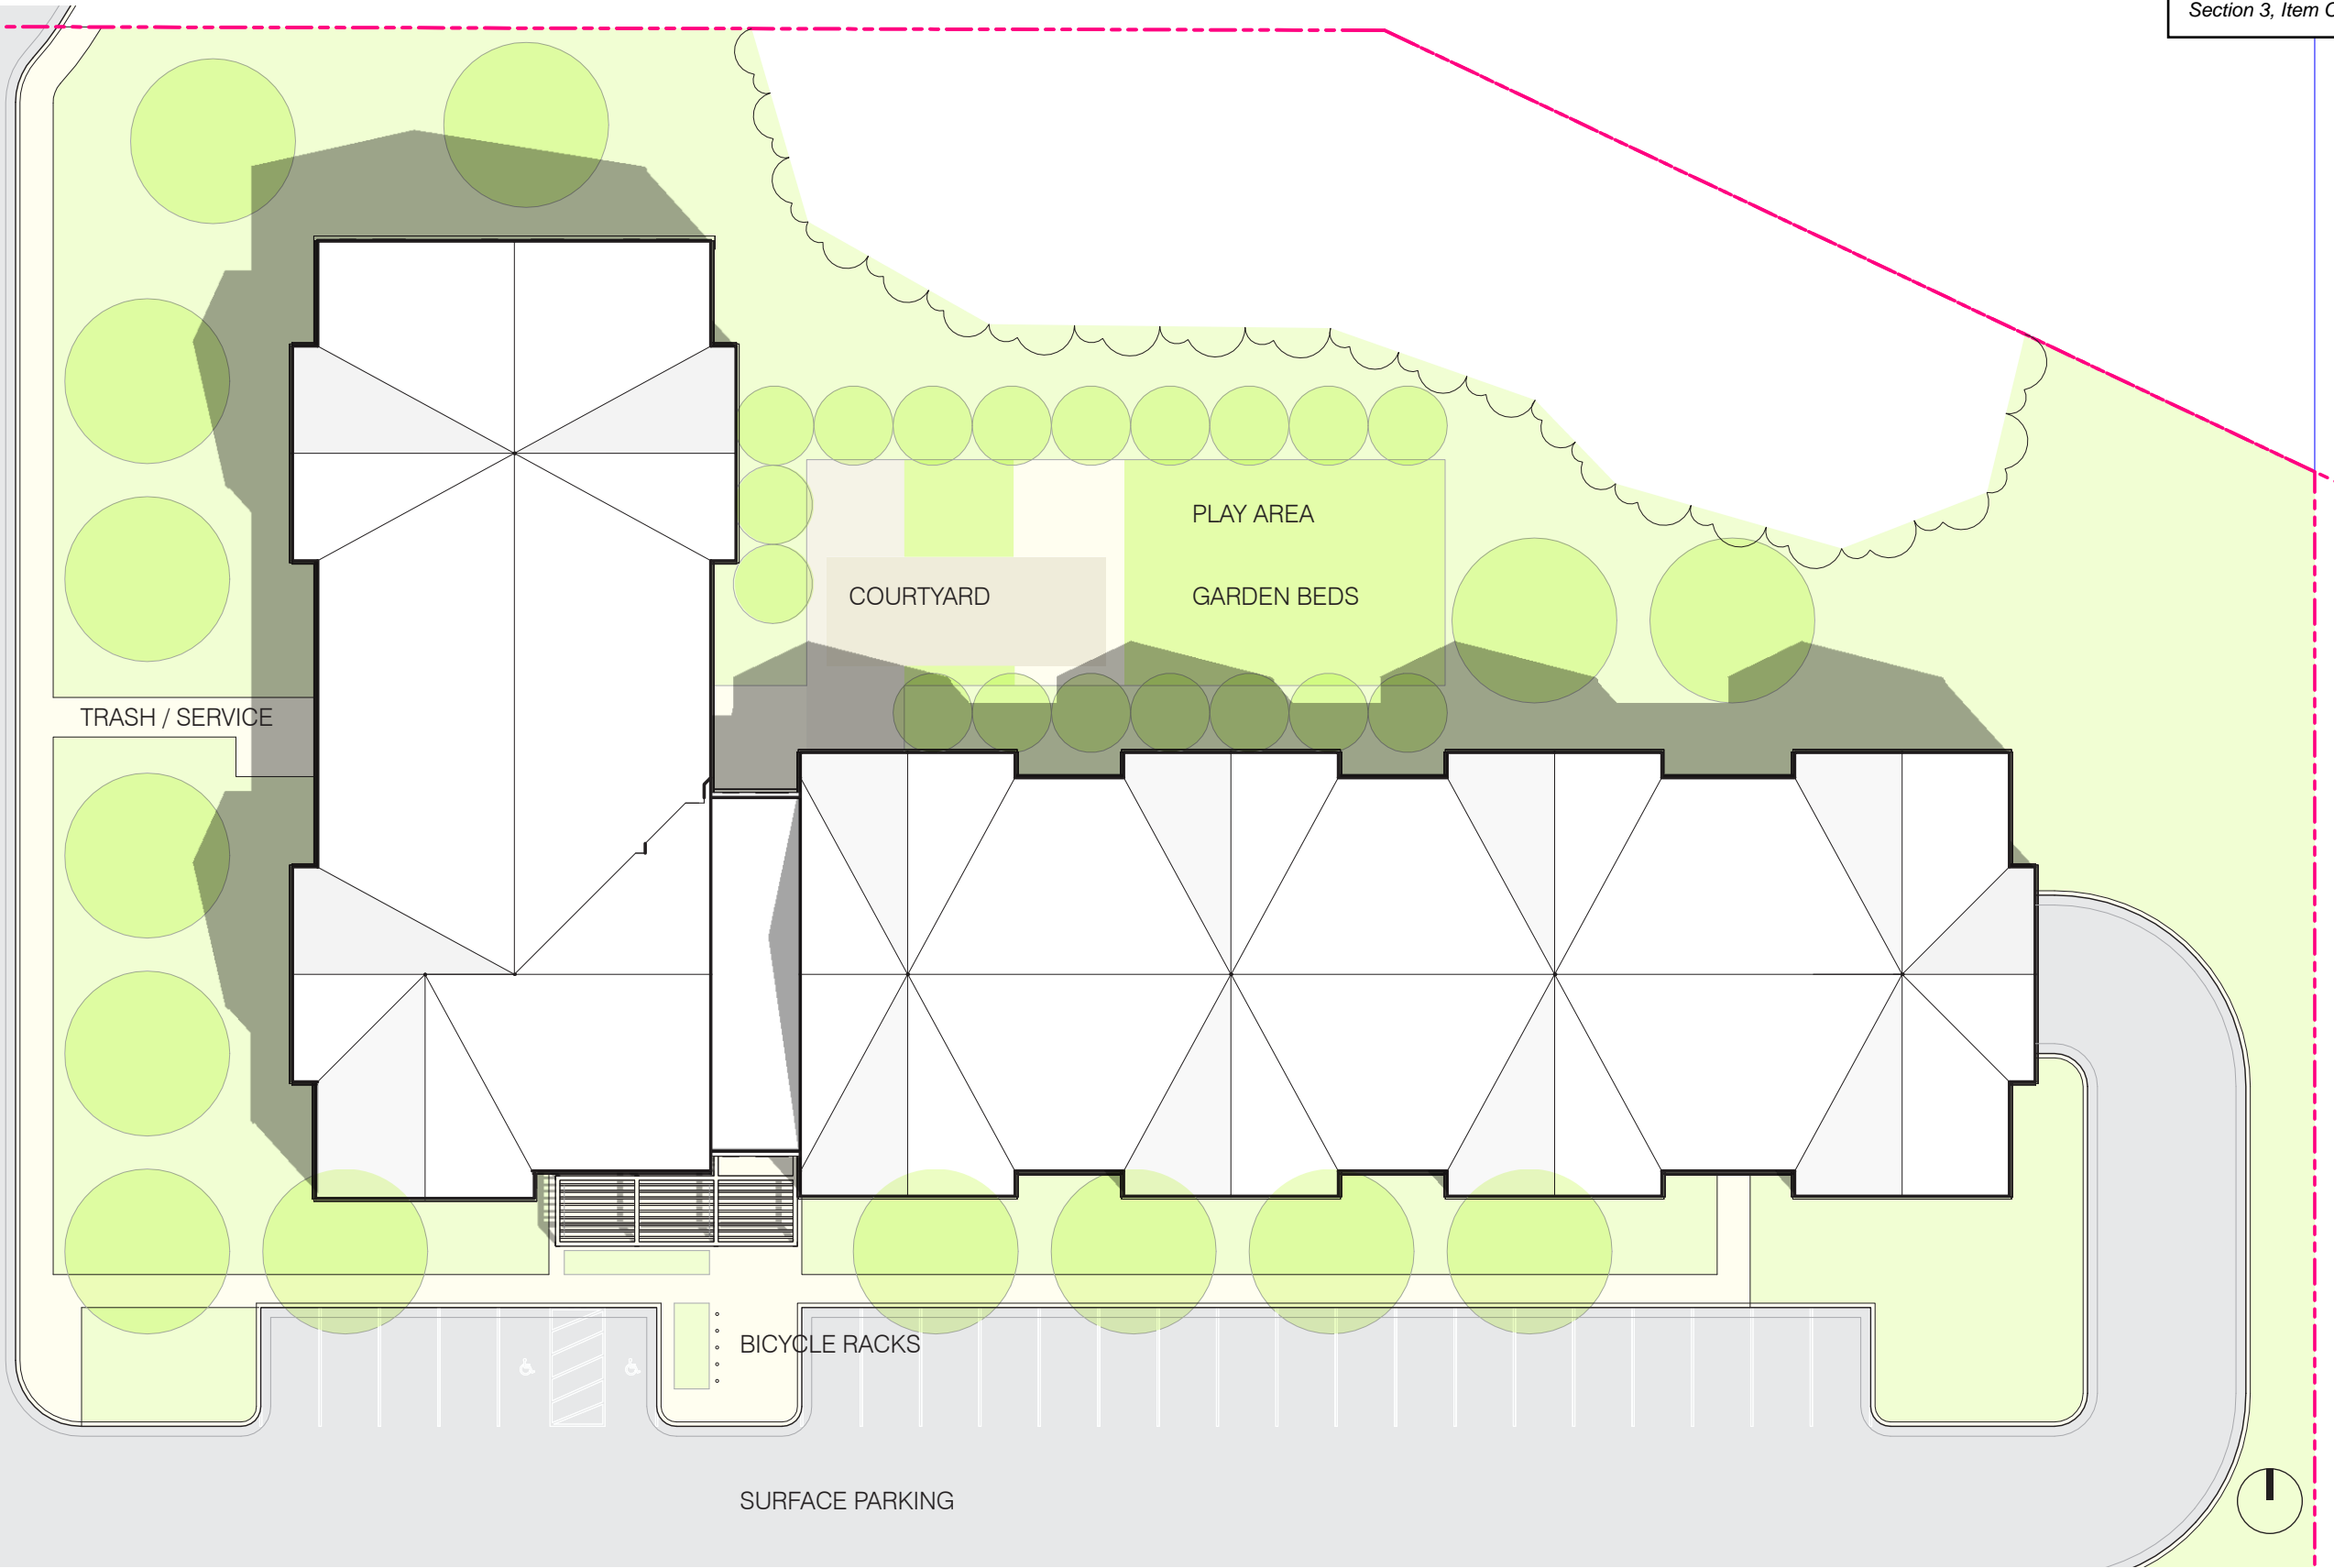 Section 3, Item
PLAY AREA
COURTYARD
GARDEN BEDS
TRASH / SERVICE
BICYCLE RACKS
SURFACE PARKING